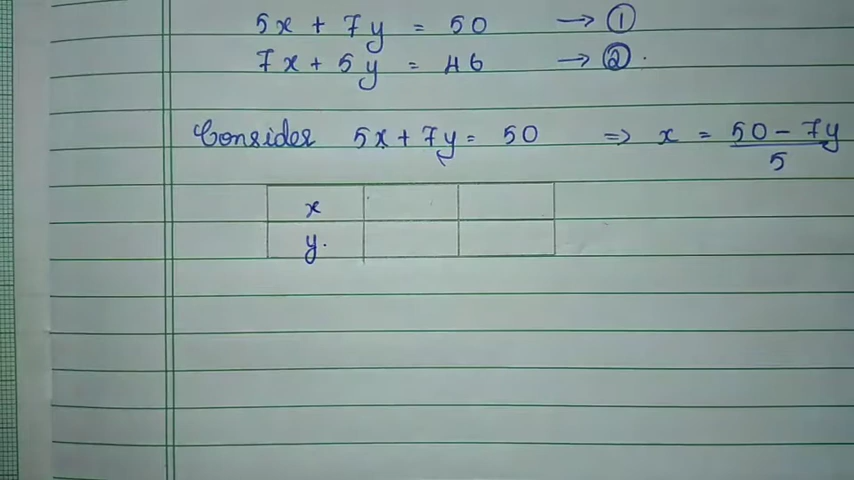 5x + 7y = 50 → ①
7x + 5y = 46 → ②.
Consider 5x + 7y = 50 ⇒ x = (50 - 7y)/5
x
y.